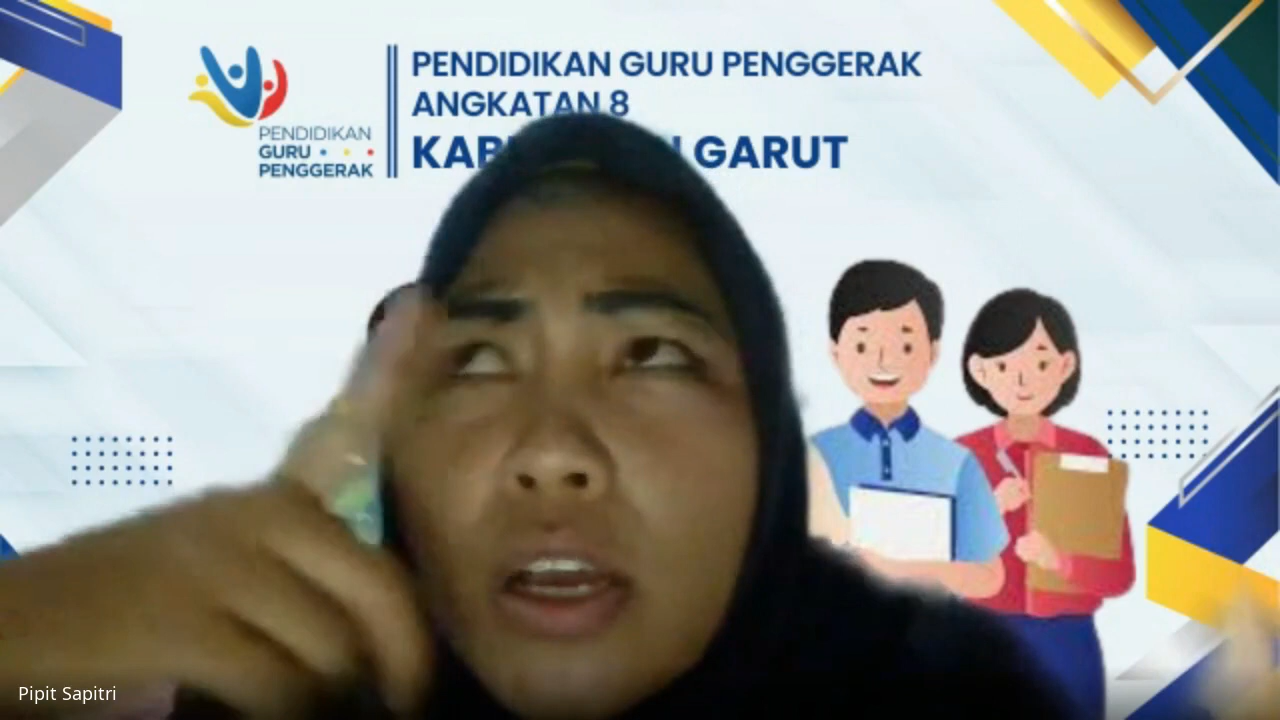 PENDIDIKAN
GURU
PENGGERAK
PENDIDIKAN GURU PENGGERAK
ANGKATAN 8
GARUT
Pipit Sapitri